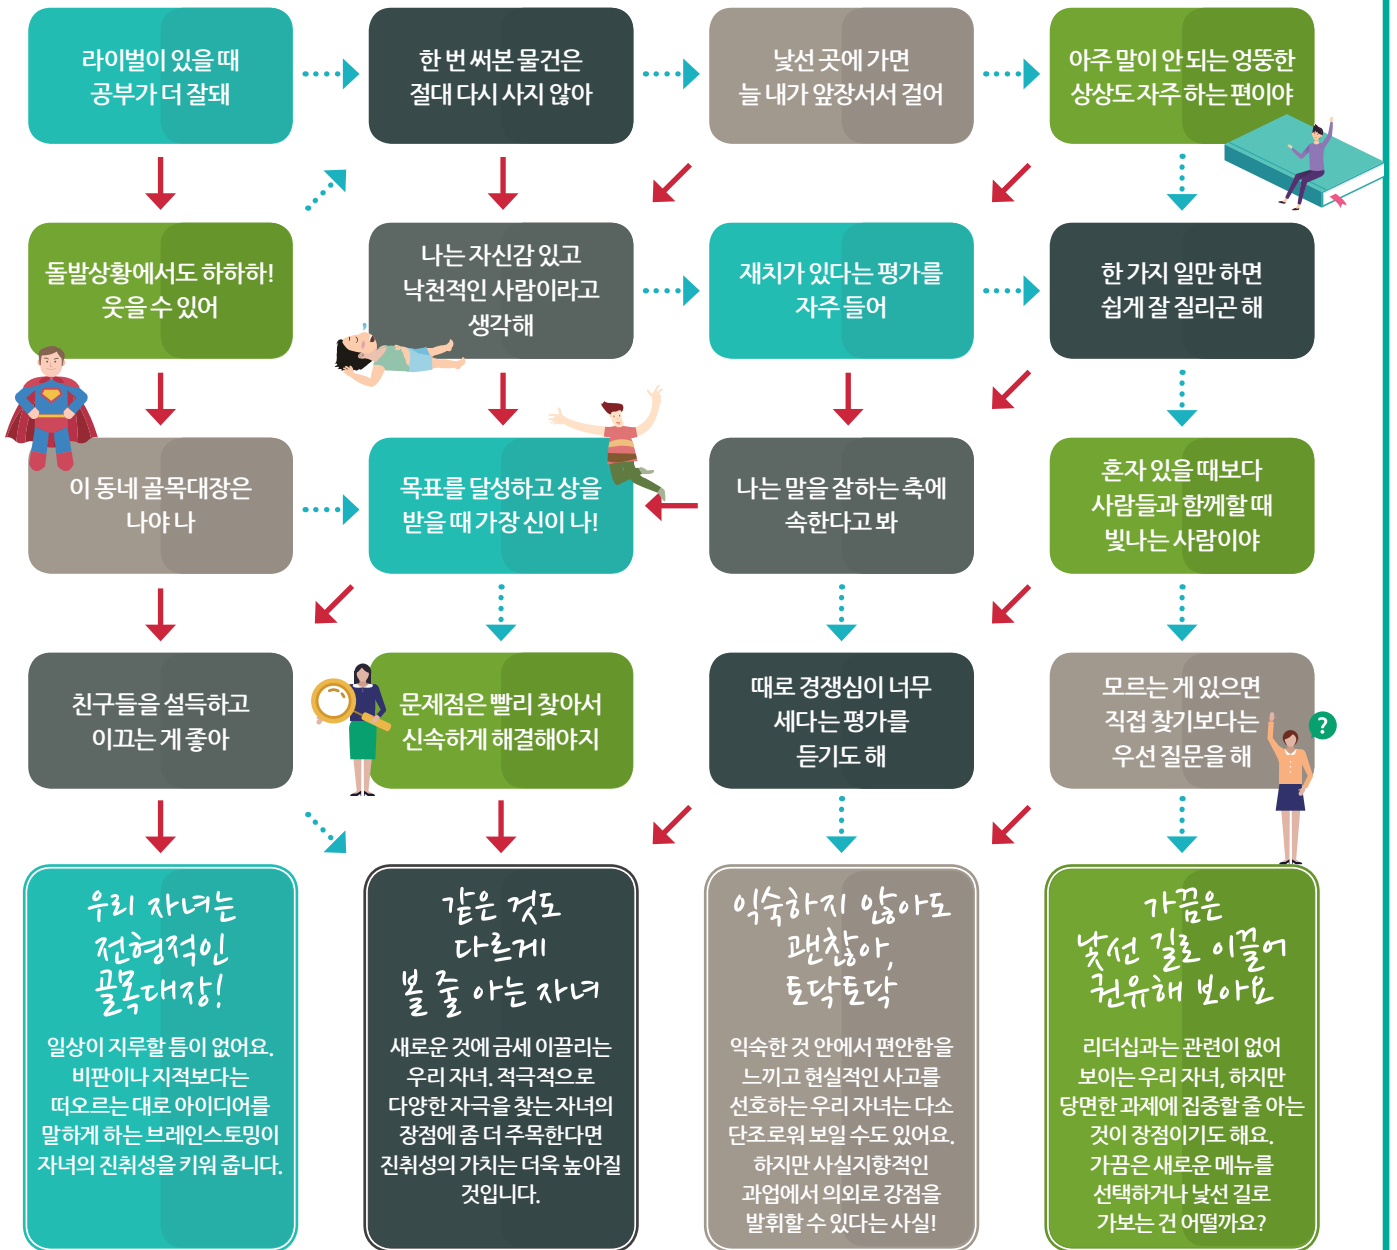 라이벌이 있을 때
공부가 더 잘돼
한 번 써본 물건은
절대 다시 사지 않아
낯선 곳에 가면
늘 내가 앞장서서 걸어
아주 말이 안 되는 엉뚱한
상상도 자주 하는 편이야
돌발상황에서도 하하하!
웃을 수 있어
나는 자신감 있고
낙천적인 사람이라고
생각해
재치가 있다는 평가를
자주 들어
한 가지 일만 하면
쉽게 잘 질리곤 해
이 동네 골목대장은
나야 나
목표를 달성하고 상을
받을 때 가장 신이 나!
나는 말을 잘하는 축에
속한다고 봐
혼자 있을 때보다
사람들과 함께할 때
빛나는 사람이야
친구들을 설득하고
이끄는 게 좋아
문제점은 빨리 찾아서
신속하게 해결해야지
때로 경쟁심이 너무
세다는 평가를
듣기도 해
모르는 게 있으면
직접 찾기보다는
우선 질문을 해
?
우리 자녀는
전형적인
골목대장!
일상이 지루할 틈이 없어요.
비판이나 지적보다는
떠오르는 대로 아이디어를
말하게 하는 브레인스토밍이
자녀의 진취성을 키워 줍니다.
같은 것도
다르게
볼 줄 아는 자녀
새로운 것에 금세 이끌리는
우리 자녀. 적극적으로
다양한 자극을 찾는 자녀의
장점에 좀 더 주목한다면
진취성의 가치는 더욱 높아질
것입니다.
익숙하지 않아도
괜찮아,
토닥토닥
익숙한 것 안에서 편안함을
느끼고 현실적인 사고를
선호하는 우리 자녀는 다소
단조로워 보일 수도 있어요.
하지만 사실지향적인
과업에서 의외로 강점을
발휘할 수 있다는 사실!
가끔은
낯선 길로 이끌어
권유해 보아요
리더십과는 관련이 없어
보이는 우리 자녀, 하지만
당면한 과제에 집중할 줄 아는
것이 장점이기도 해요.
가끔은 새로운 메뉴를
선택하거나 낯선 길로
가보는 건 어떨까요?